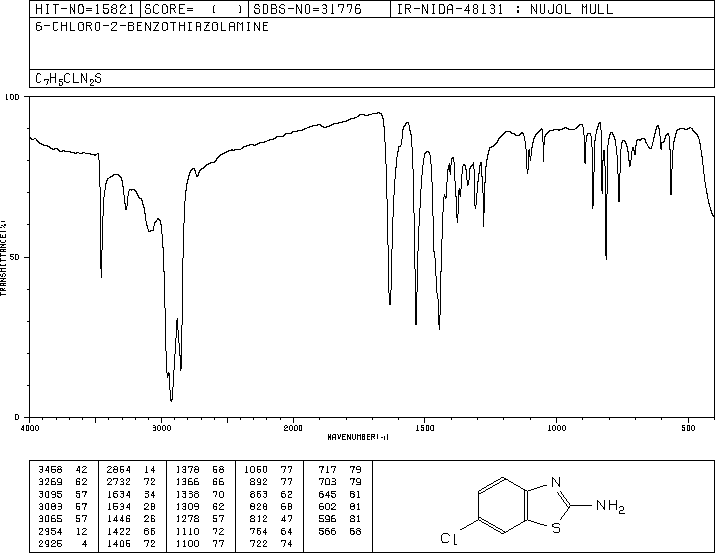 HIT-NO=15821 SCORE= ( ) SDBS-NO=31776 IR-NIDA-48131 : NUJOL MULL
6-CHLORO-2-BENZOTHIAZOLAMINE
C7H5CLN2S
100
50
0
TRANSMITTANCE(%)
4000 3000 2000 1500 1000 500
WAVENUMBER(-1)
3458 42 2854 14 1378 58 1050 77 717 79
3269 62 2732 72 1366 66 892 77 703 79
3095 57 1634 34 1338 70 863 62 645 81
3083 57 1534 28 1309 62 828 68 602 81
3065 57 1446 26 1278 57 812 47 596 81
2954 12 1422 66 1110 72 764 64 566 68
2925 4 1405 72 1100 77 722 74
N
NH2
S
Cl